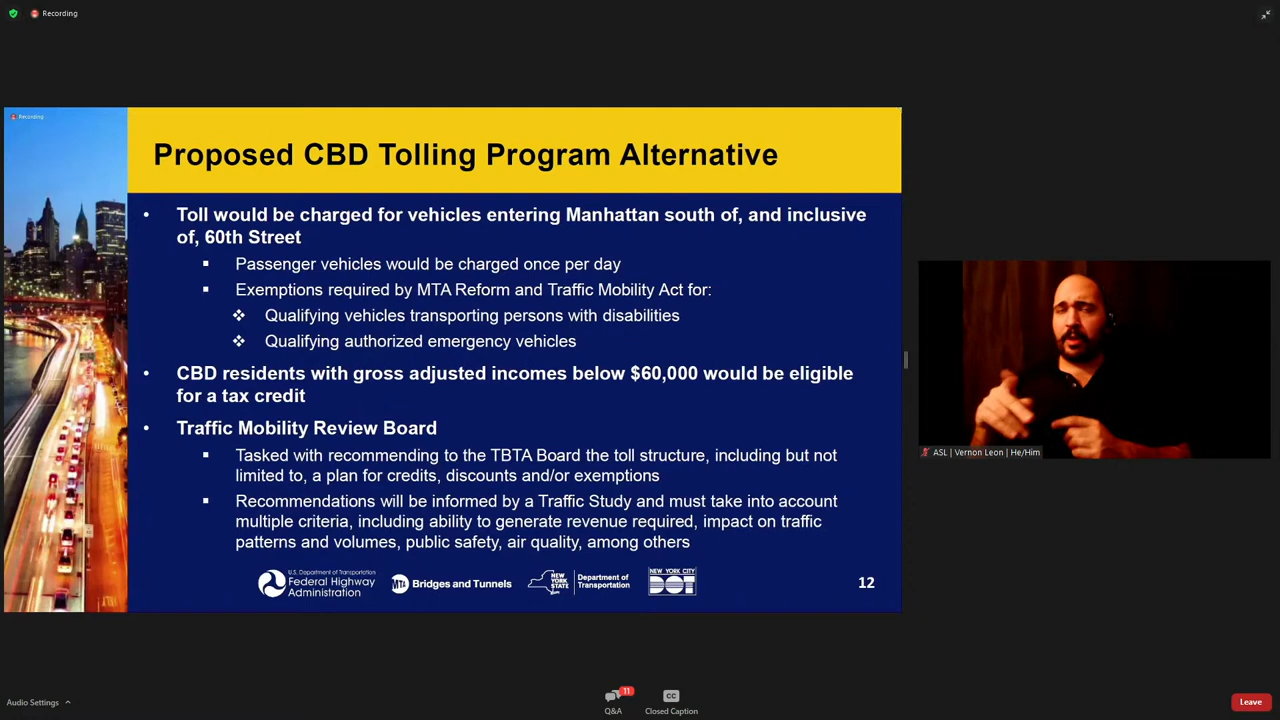 Recording
Recording
Proposed CBD Tolling Program Alternative
• Toll would be charged for vehicles entering Manhattan south of, and inclusive
of, 60th Street
▪ Passenger vehicles would be charged once per day
▪ Exemptions required by MTA Reform and Traffic Mobility Act for:
❖ Qualifying vehicles transporting persons with disabilities
❖ Qualifying authorized emergency vehicles
• CBD residents with gross adjusted incomes below $60,000 would be eligible
for a tax credit
• Traffic Mobility Review Board
▪ Tasked with recommending to the TBTA Board the toll structure, including but not
limited to, a plan for credits, discounts and/or exemptions
▪ Recommendations will be informed by a Traffic Study and must take into account
multiple criteria, including ability to generate revenue required, impact on traffic
patterns and volumes, public safety, air quality, among others
U.S. Department of Transportation
Federal Highway
Administration
MTA Bridges and Tunnels
NEW
YORK
STATE
Department of
Transportation
NEW YORK CITY
DOT
12
ASL | Vernon Leon | He/Him
Audio Settings
11
Q&A
CC
Closed Caption
Leave